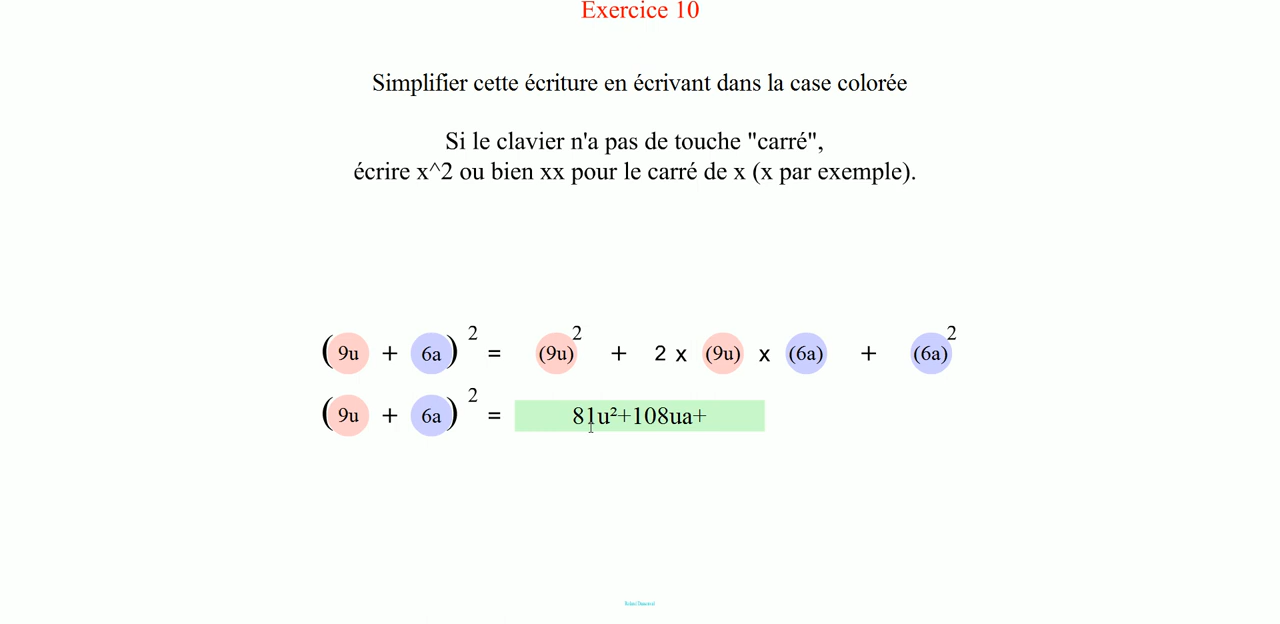 Exercice 10
Simplifier cette écriture en écrivant dans la case colorée
Si le clavier n'a pas de touche "carré",
écrire x^2 ou bien xx pour le carré de x (x par exemple).
(9u + 6a)² = (9u)² + 2 x (9u) x (6a) + (6a)²
(9u + 6a)² = 81u²+108ua+